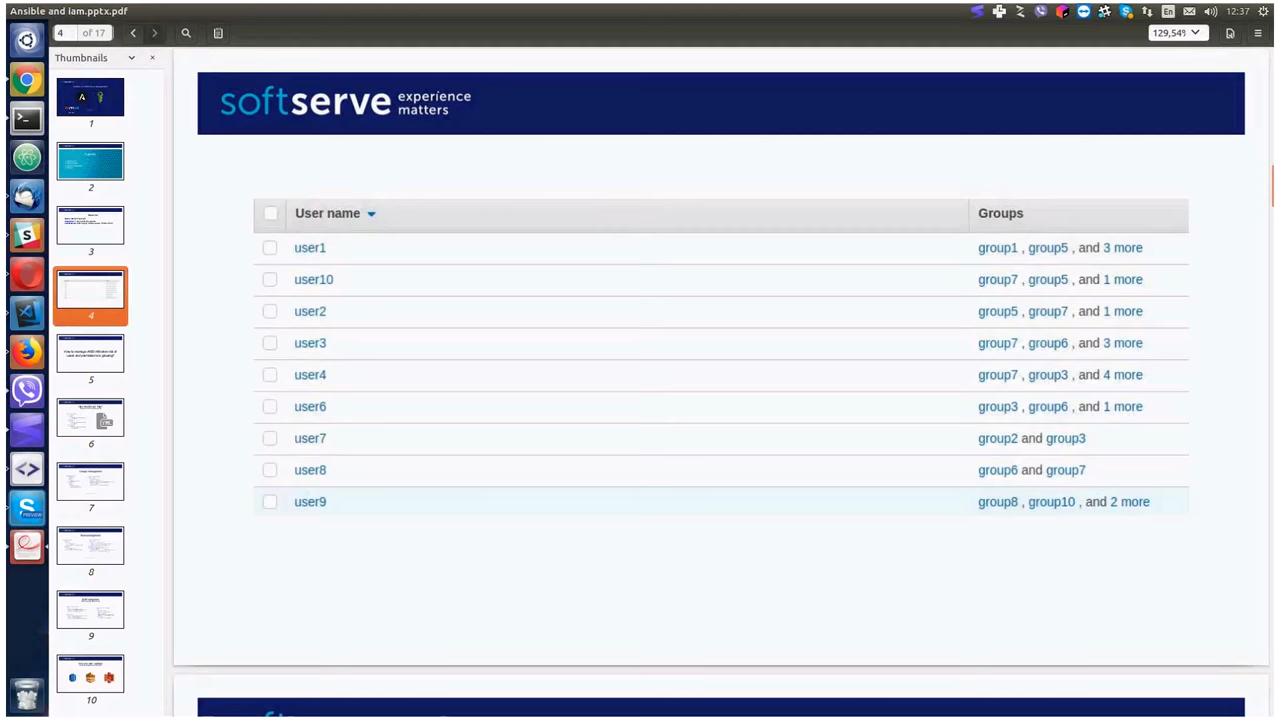 Ansible and iam.pptx.pdf
En
12:37
4 of 17
129,54%
Thumbnails
softserve experience matters
User name Groups
user1 group1 , group5 , and 3 more
user10 group7 , group5 , and 1 more
user2 group5 , group7 , and 1 more
user3 group7 , group6 , and 3 more
user4 group7 , group3 , and 4 more
user6 group3 , group6 , and 1 more
user7 group2 and group3
user8 group6 and group7
user9 group8 , group10 , and 2 more
1
2
3
4
5
6
7
8
9
10